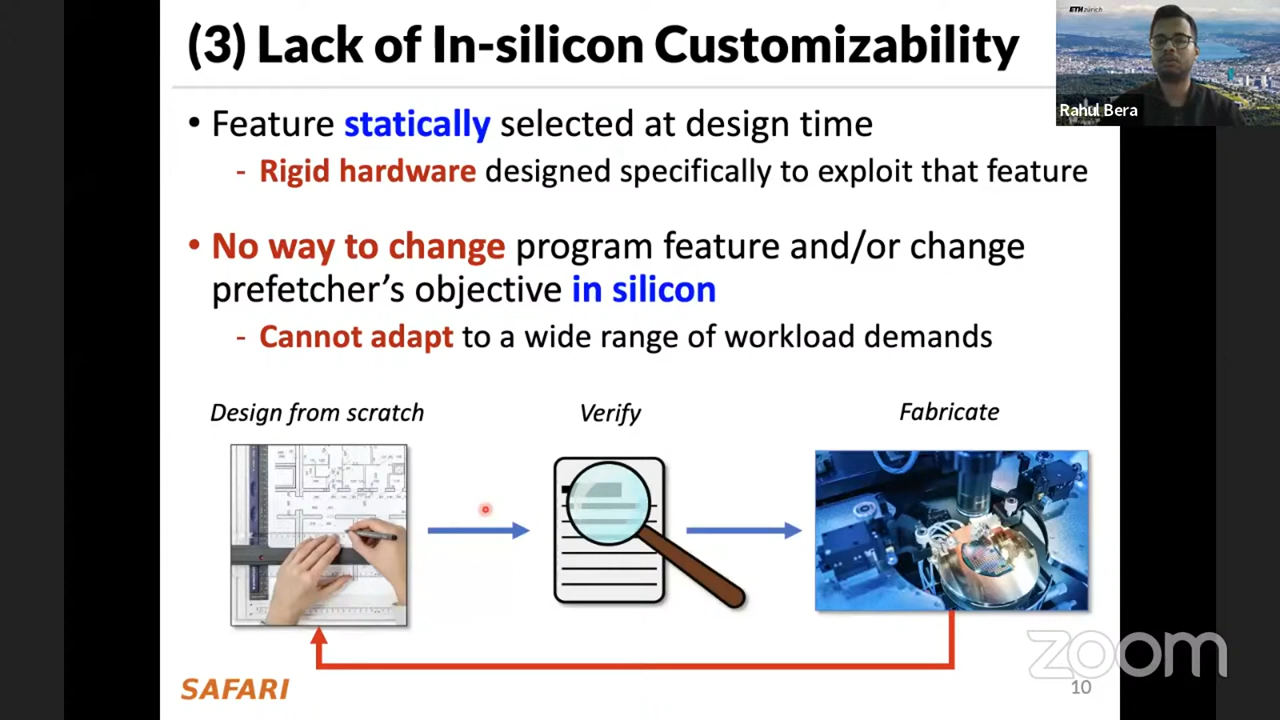 (3) Lack of In-silicon Customizability
ETH zürich
Rahul Bera
• Feature statically selected at design time
- Rigid hardware designed specifically to exploit that feature
• No way to change program feature and/or change
prefetcher’s objective in silicon
- Cannot adapt to a wide range of workload demands
Design from scratch
Verify
Fabricate
zoom
SAFARI
10